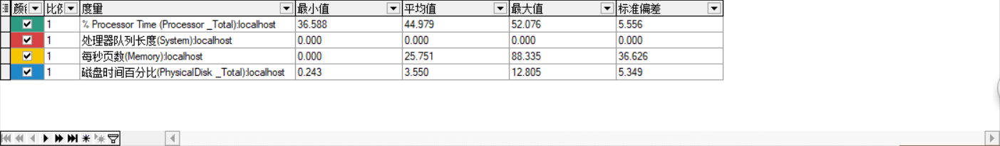 颜 比例 度量 最小值 平均值 最大值 标准偏差
1 % Processor Time (Processor _Total):localhost 36.588 44.979 52.076 5.556
1 处理器队列长度(System):localhost 0.000 0.000 0.000 0.000
1 每秒页数(Memory):localhost 0.000 25.751 88.335 36.626
1 磁盘时间百分比(PhysicalDisk _Total):localhost 0.243 3.550 12.805 5.349